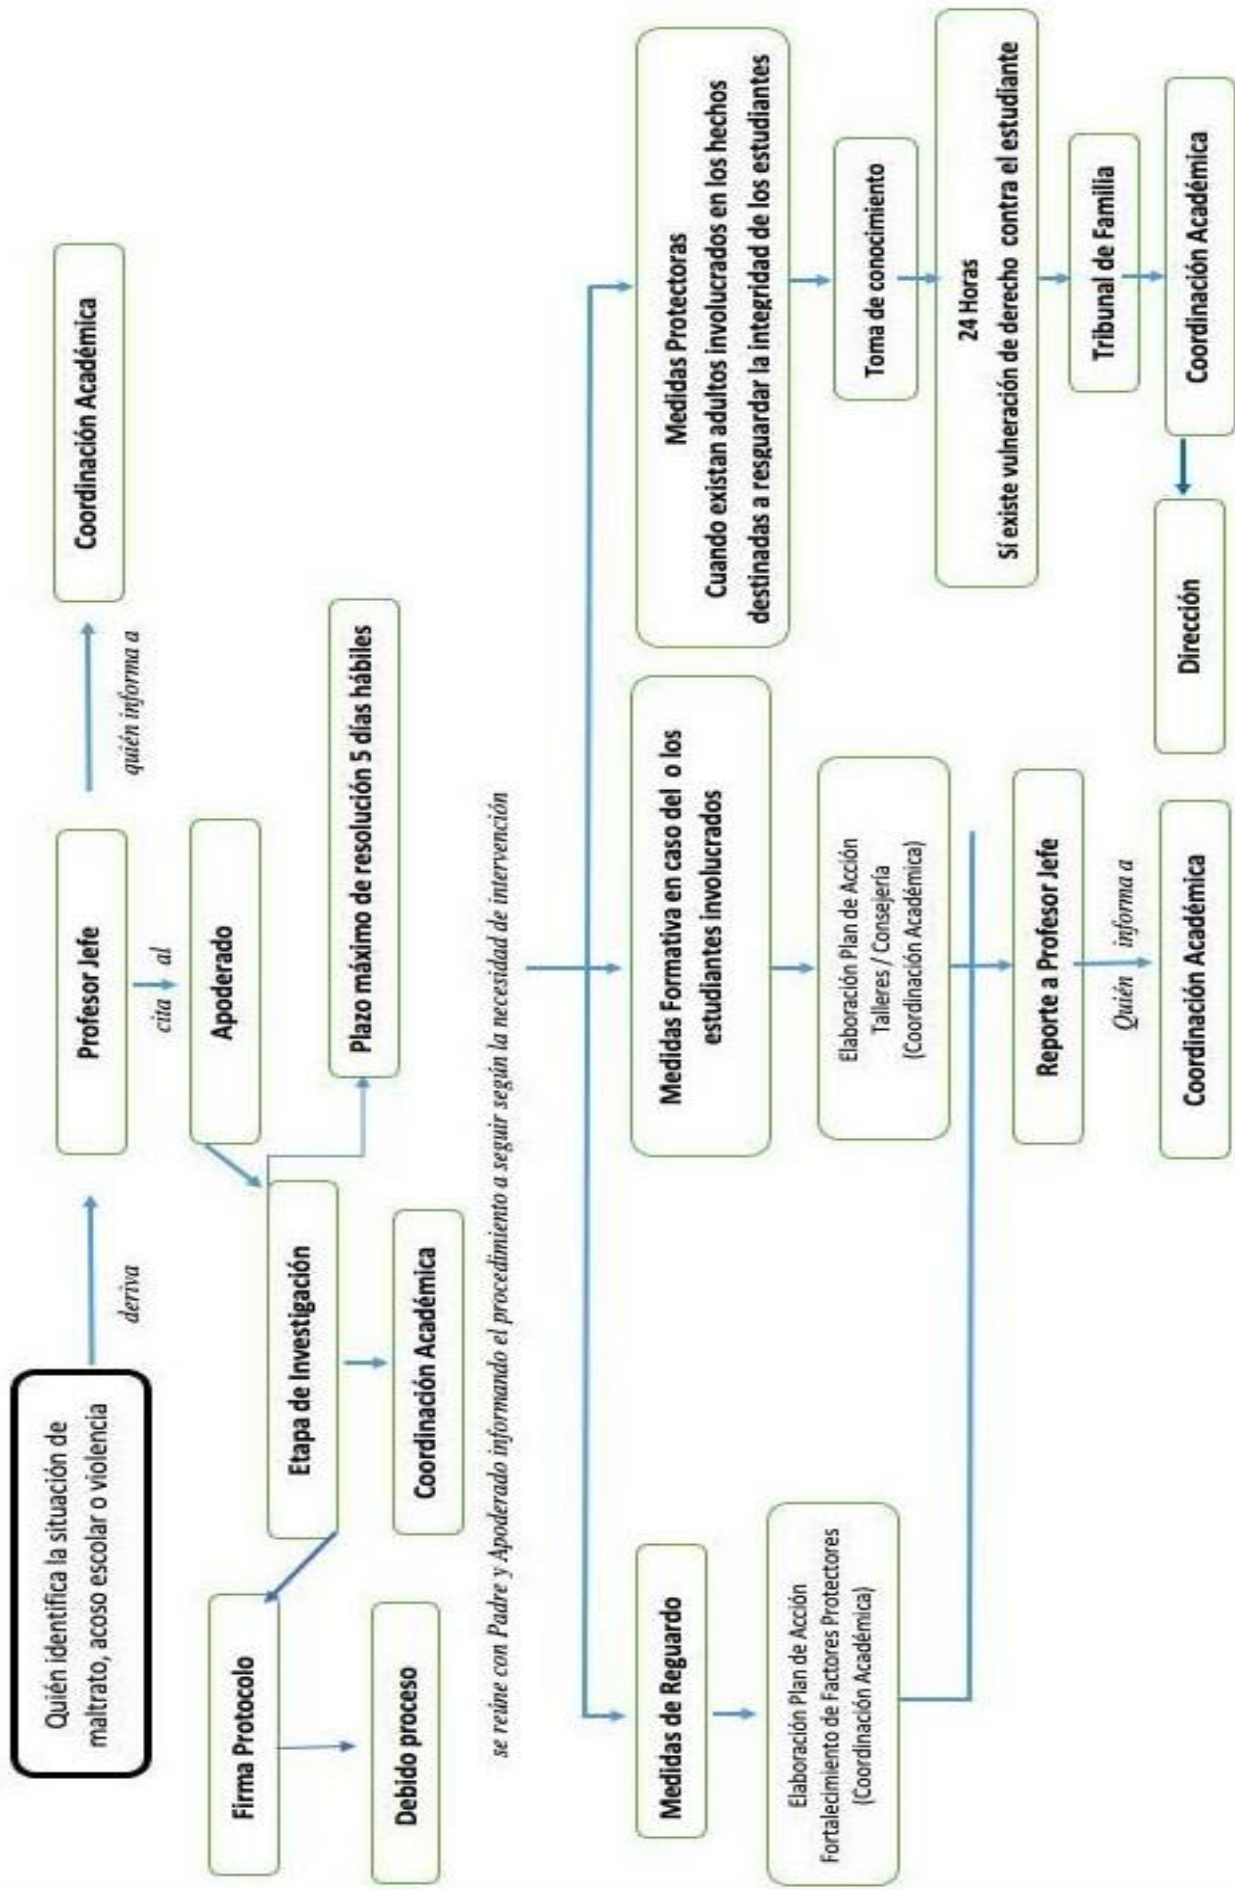 Quién identifica la situación de
maltrato, acoso escolar o violencia
deriva
Profesor Jefe
quién informa a
Coordinación Académica
cita al
Apoderado
Etapa de Investigación
Plazo máximo de resolución 5 días hábiles
Firma Protocolo
Coordinación Académica
Debido proceso
se reúne con Padre y Apoderado informando el procedimiento a seguir según la necesidad de intervención
Medidas de Reguardo
Elaboración Plan de Acción
Fortalecimiento de Factores Protectores
(Coordinación Académica)
Medidas Formativa en caso del o los
estudiantes involucrados
Elaboración Plan de Acción
Talleres / Consejería
(Coordinación Académica)
Reporte a Profesor Jefe
Quién informa a
Coordinación Académica
Medidas Protectoras
Cuando existan adultos involucrados en los hechos
destinadas a resguardar la integridad de los estudiantes
Toma de conocimiento
24 Horas
Sí existe vulneración de derecho contra el estudiante
Tribunal de Familia
Coordinación Académica
Dirección